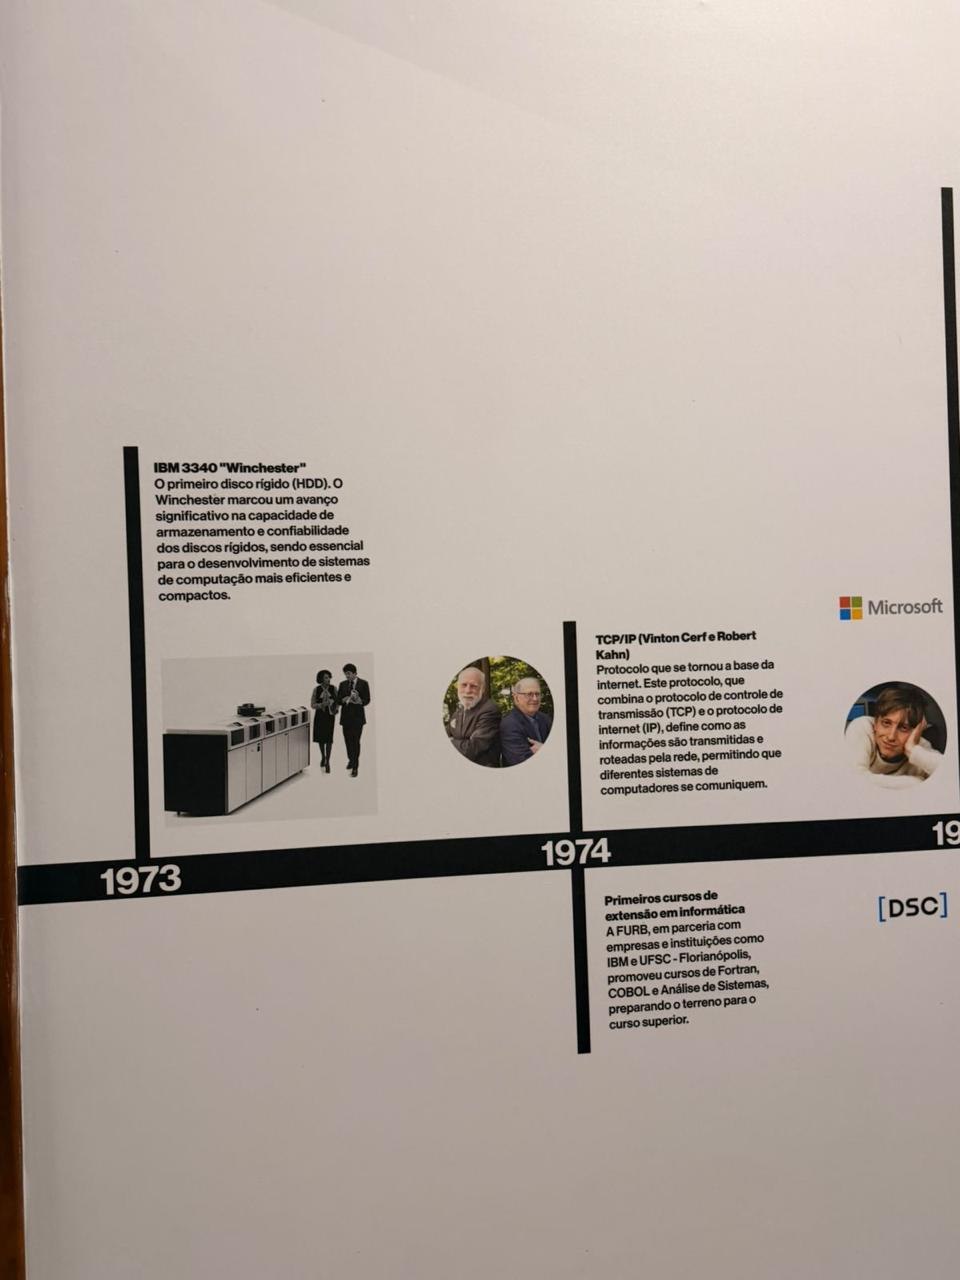 IBM 3340 "Winchester"
O primeiro disco rígido (HDD). O
Winchester marcou um avanço
significativo na capacidade de
armazenamento e confiabilidade
dos discos rígidos, sendo essencial
para o desenvolvimento de sistemas
de computação mais eficientes e
compactos.
1973
TCP/IP (Vinton Cerf e Robert
Kahn)
Protocolo que se tornou a base da
internet. Este protocolo, que
combina o protocolo de controle de
transmissão (TCP) e o protocolo de
internet (IP), define como as
informações são transmitidas e
roteadas pela rede, permitindo que
diferentes sistemas de
computadores se comuniquem.
1974
Primeiros cursos de
extensão em informática
A FURB, em parceria com
empresas e instituições como
IBM e UFSC - Florianópolis,
promoveu cursos de Fortran,
COBOL e Análise de Sistemas,
preparando o terreno para o
curso superior.
Microsoft
19
[DSC]